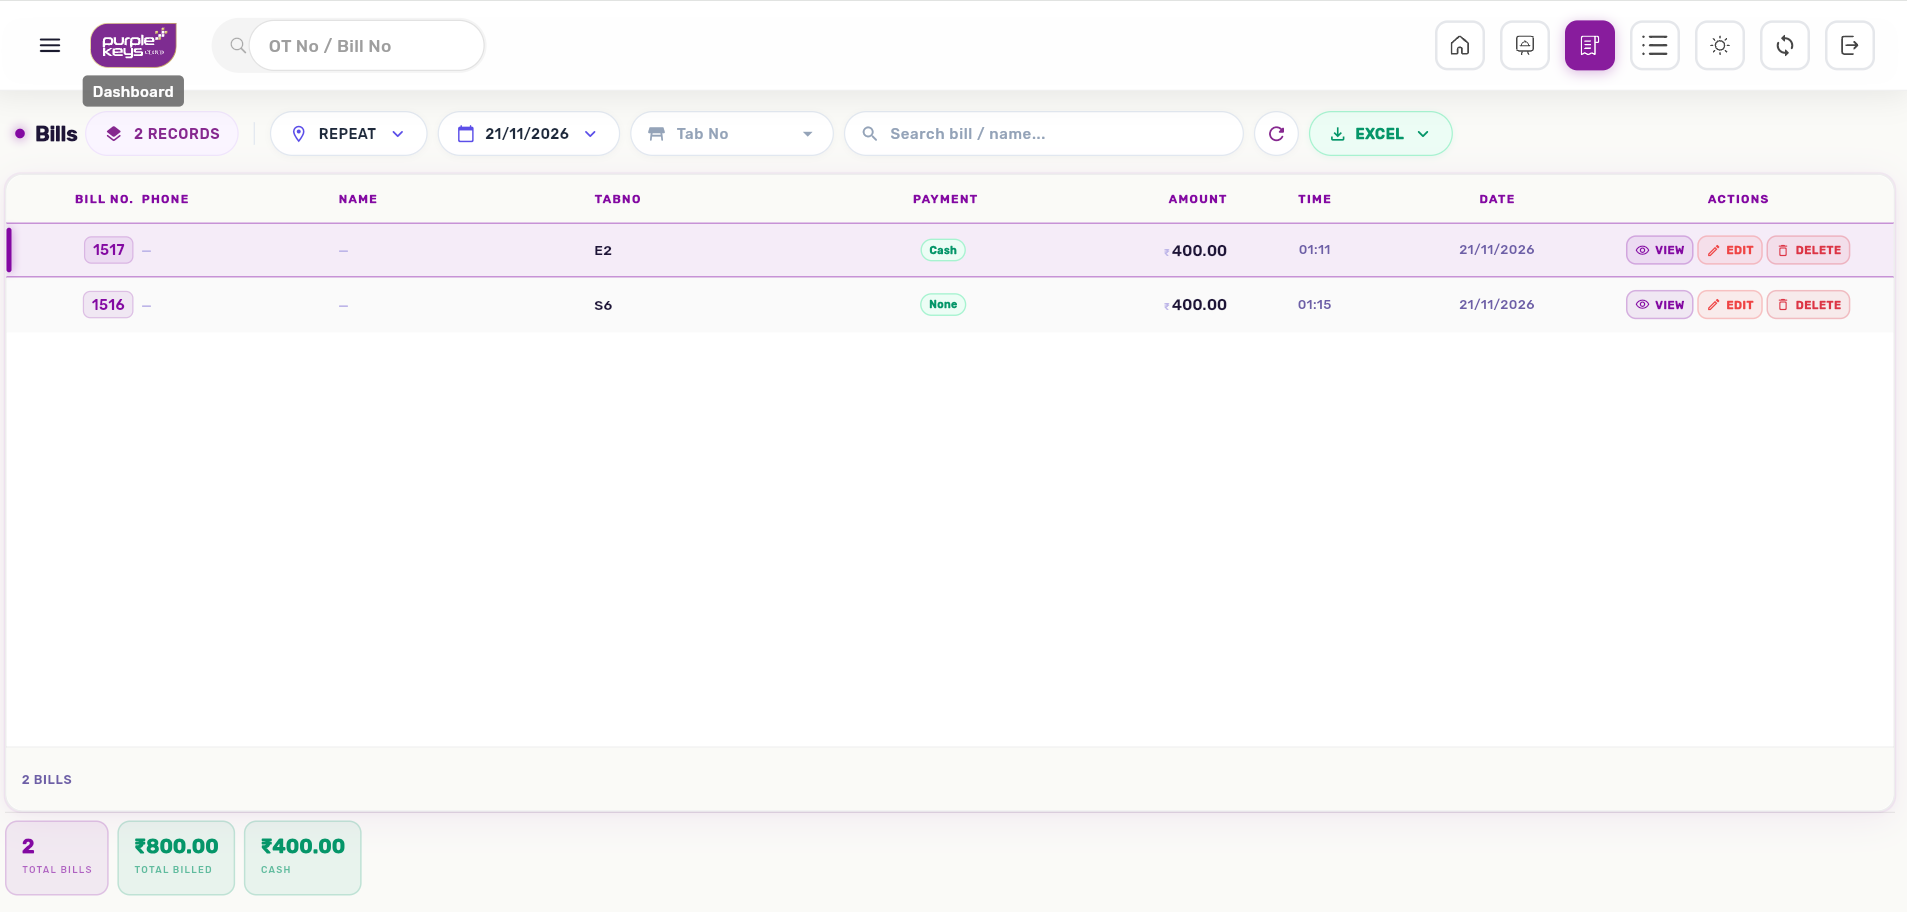 purple keys CLOUD
OT No / Bill No
Dashboard
Bills
2 RECORDS
REPEAT
21/11/2026
Tab No
Search bill / name...
EXCEL
BILL NO. PHONE NAME TABNO PAYMENT AMOUNT TIME DATE ACTIONS
1517 — — E2 Cash ₹400.00 01:11 21/11/2026 VIEW EDIT DELETE
1516 — — S6 None ₹400.00 01:15 21/11/2026 VIEW EDIT DELETE
2 BILLS
2
TOTAL BILLS
₹800.00
TOTAL BILLED
₹400.00
CASH